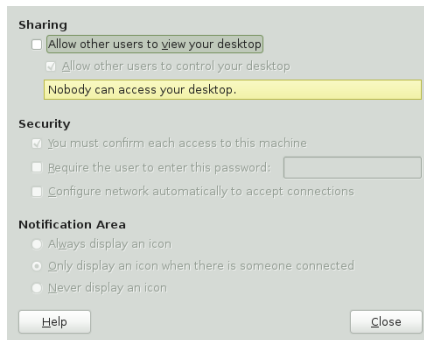 Sharing
Allow other users to view your desktop
Allow other users to control your desktop
Nobody can access your desktop.
Security
You must confirm each access to this machine
Require the user to enter this password:
Configure network automatically to accept connections
Notification Area
Always display an icon
Only display an icon when there is someone connected
Never display an icon
Help
Close